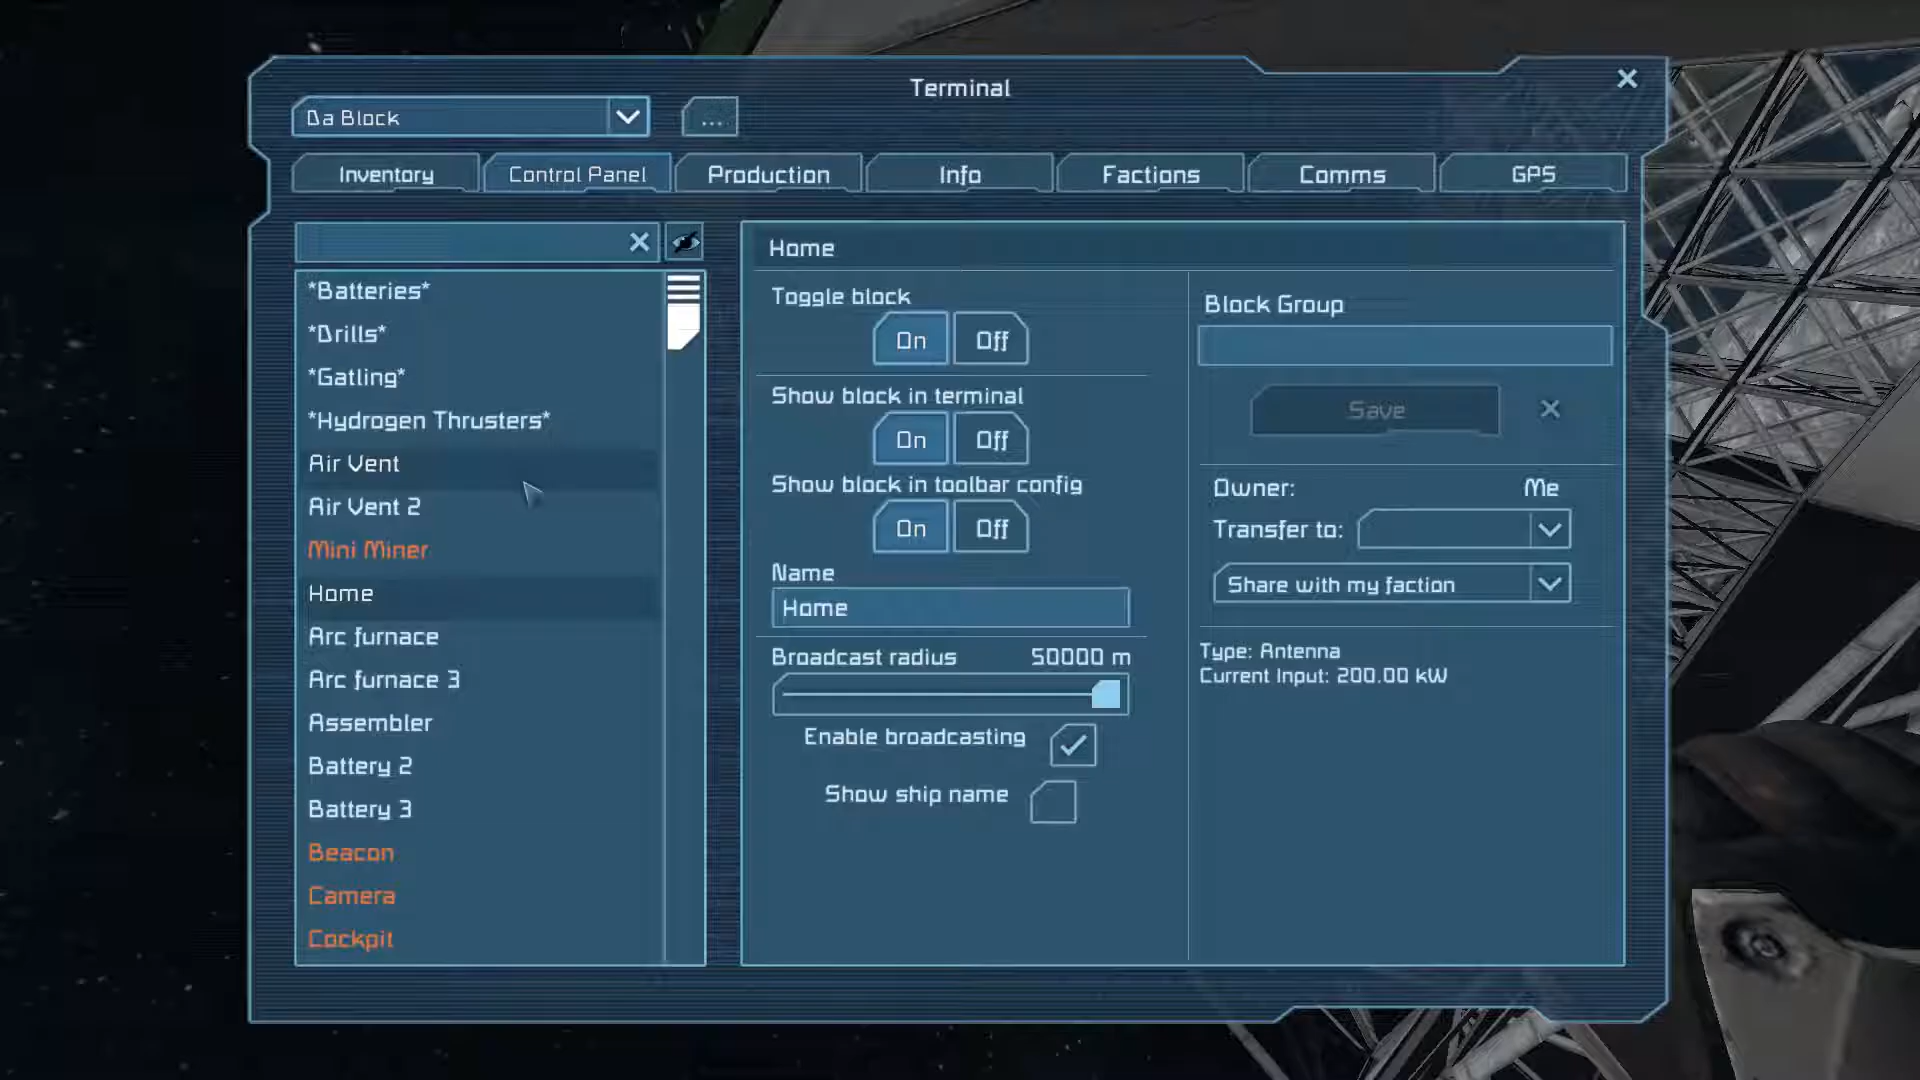 Terminal
Da Block
...
Inventory
Control Panel
Production
Info
Factions
Comms
GPS
*Batteries*
*Drills*
*Gatling*
*Hydrogen Thrusters*
Air Vent
Air Vent 2
Mini Miner
Home
Arc furnace
Arc furnace 3
Assembler
Battery 2
Battery 3
Beacon
Camera
Cockpit
Home
Toggle block
On Off
Show block in terminal
On Off
Show block in toolbar config
On Off
Name
Home
Broadcast radius 50000 m
Enable broadcasting
Show ship name
Block Group
Save
Owner: Me
Transfer to:
Share with my faction
Type: Antenna
Current Input: 200.00 kW